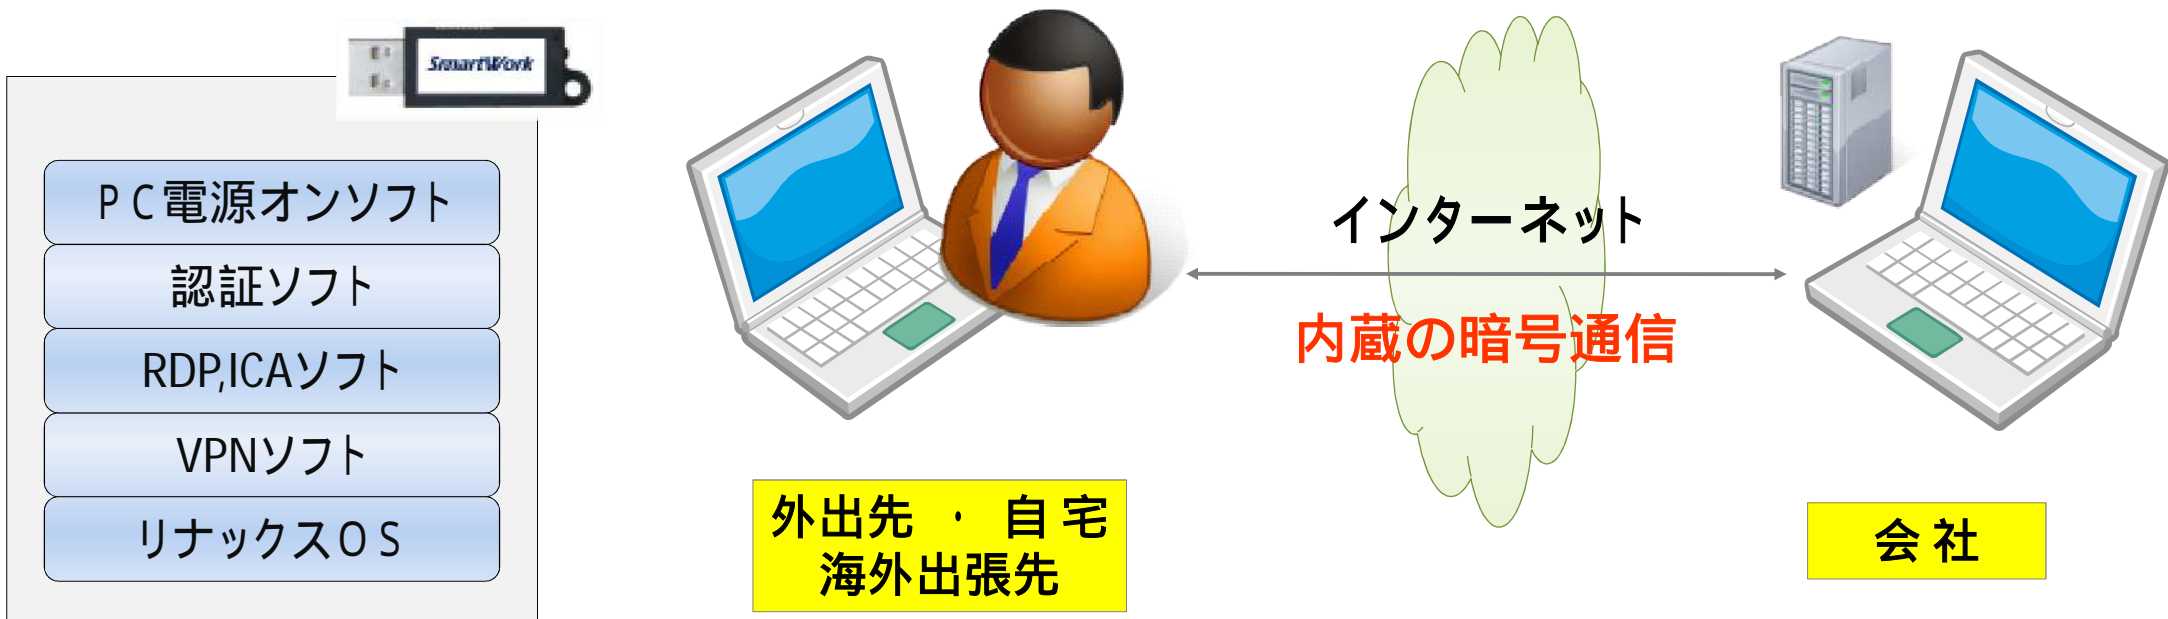 SmartWork
ＰＣ電源オンソフト
認証ソフト
RDP,ICAソフト
VPNソフト
リナックスＯＳ
インターネット
内蔵の暗号通信
外出先 ・ 自宅
海外出張先
会社